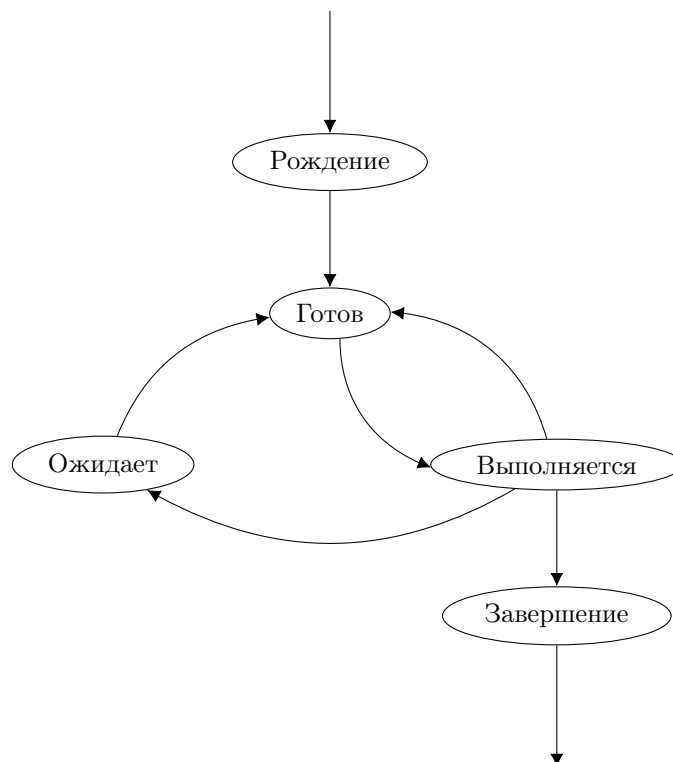 Рождение
Готов
Ожидает
Выполняется
Завершение